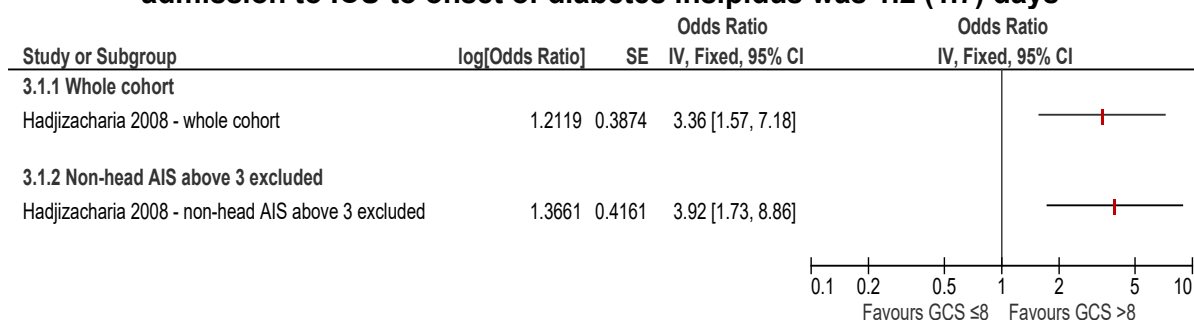 admission to ICU to onset of diabetes insipidus was 1.2 (1.7) days
Odds Ratio Odds Ratio
Study or Subgroup log[Odds Ratio] SE IV, Fixed, 95% CI IV, Fixed, 95% CI
3.1.1 Whole cohort
Hadjizacharia 2008 - whole cohort 1.2119 0.3874 3.36 [1.57, 7.18]
3.1.2 Non-head AIS above 3 excluded
Hadjizacharia 2008 - non-head AIS above 3 excluded 1.3661 0.4161 3.92 [1.73, 8.86]
0.1 0.2 0.5 1 2 5 10
Favours GCS ≤8 Favours GCS >8